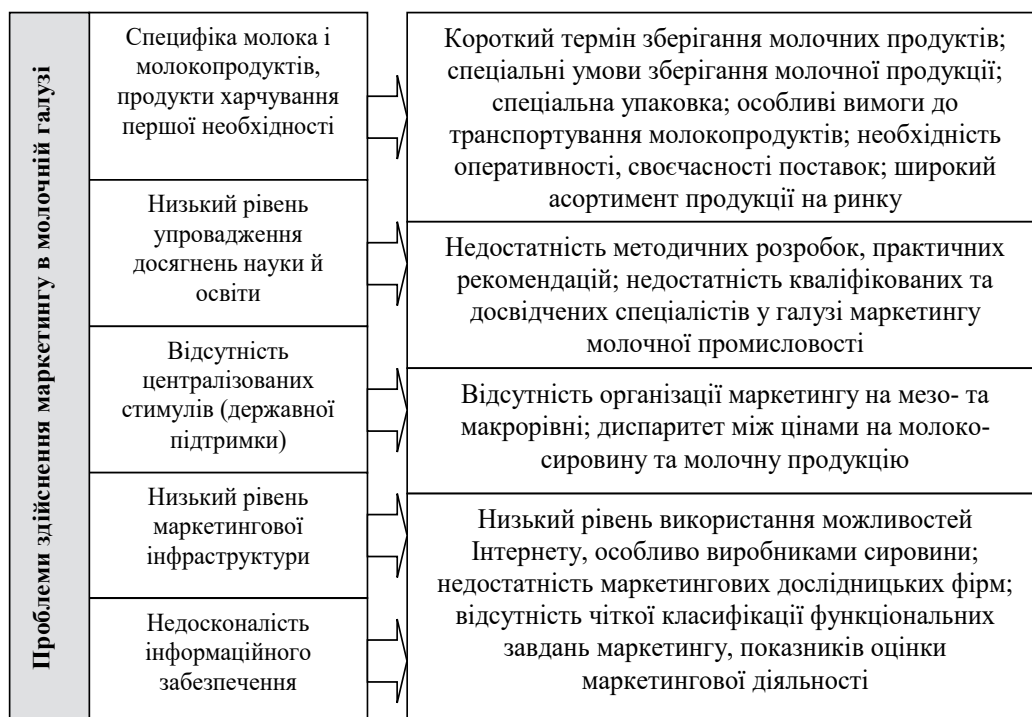 Проблеми здійснення маркетингу в молочній галузі
Специфіка молока і
молокопродуктів,
продукти харчування
першої необхідності
Короткий термін зберігання молочних продуктів;
спеціальні умови зберігання молочної продукції;
спеціальна упаковка; особливі вимоги до
транспортування молокопродуктів; необхідність
оперативності, своєчасності поставок; широкий
асортимент продукції на ринку
Низький рівень
упровадження
досягнень науки й
освіти
Недостатність методичних розробок, практичних
рекомендацій; недостатність кваліфікованих та
досвідчених спеціалістів у галузі маркетингу
молочної промисловості
Відсутність
централізованих
стимулів (державної
підтримки)
Відсутність організації маркетингу на мезо- та
макрорівні; диспаритет між цінами на молоко-
сировину та молочну продукцію
Низький рівень
маркетингової
інфраструктури
Недосконалість
інформаційного
забезпечення
Низький рівень використання можливостей
Інтернету, особливо виробниками сировини;
недостатність маркетингових дослідницьких фірм;
відсутність чіткої класифікації функціональних
завдань маркетингу, показників оцінки
маркетингової діяльності